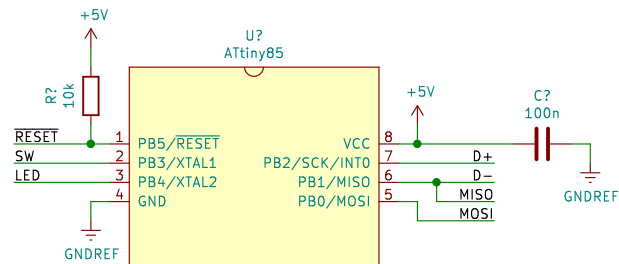 +5V
U?
ATtiny85
R?
10k
+5V
C?
100n
RESET
1
PB5/RESET
VCC
8
SW
2
PB3/XTAL1
PB2/SCK/INT0
7
D+
LED
3
PB4/XTAL2
PB1/MISO
6
D-
4
GND
PB0/MOSI
5
MISO
MOSI
GNDREF
GNDREF